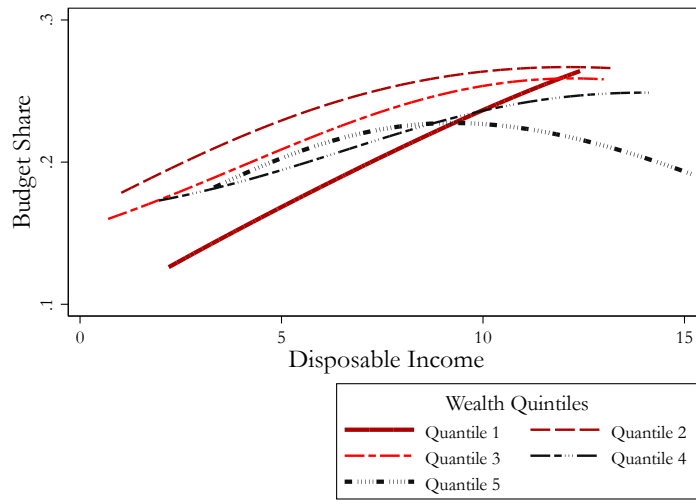 .3
.2
.1
Budget Share
0 5 10 15
Disposable Income
Wealth Quintiles
Quantile 1 Quantile 2
Quantile 3 Quantile 4
Quantile 5